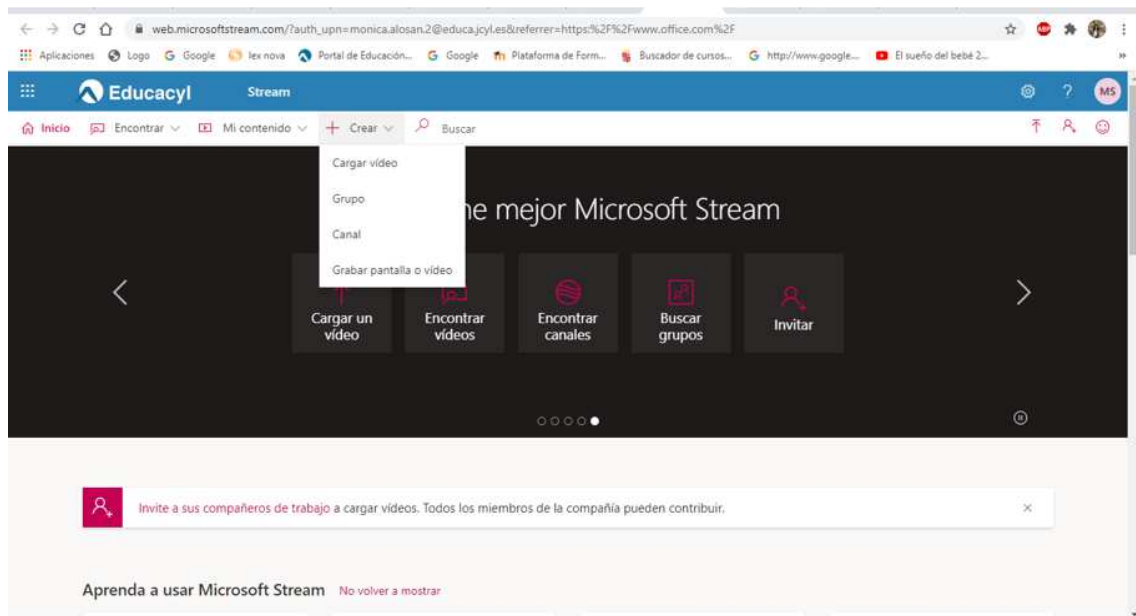 web.microsoftstream.com/?auth_upn=monica.alosan.2@educa.jcyl.es&referrer=https:%2F%2Fwww.office.com%2F
Aplicaciones Logo Google lex nova Portal de Educación... Google Plataforma de Form... Buscador de cursos... http://www.google... El sueño del bebé 2... »
Educacyl Stream ? MS
Inicio Encontrar Mi contenido Crear Buscar
Cargar vídeo
Grupo
Canal
Grabar pantalla o vídeo
ne mejor Microsoft Stream
Cargar un vídeo
Encontrar vídeos
Encontrar canales
Buscar grupos
Invitar
Invite a sus compañeros de trabajo a cargar vídeos. Todos los miembros de la compañía pueden contribuir.
Aprenda a usar Microsoft Stream No volver a mostrar